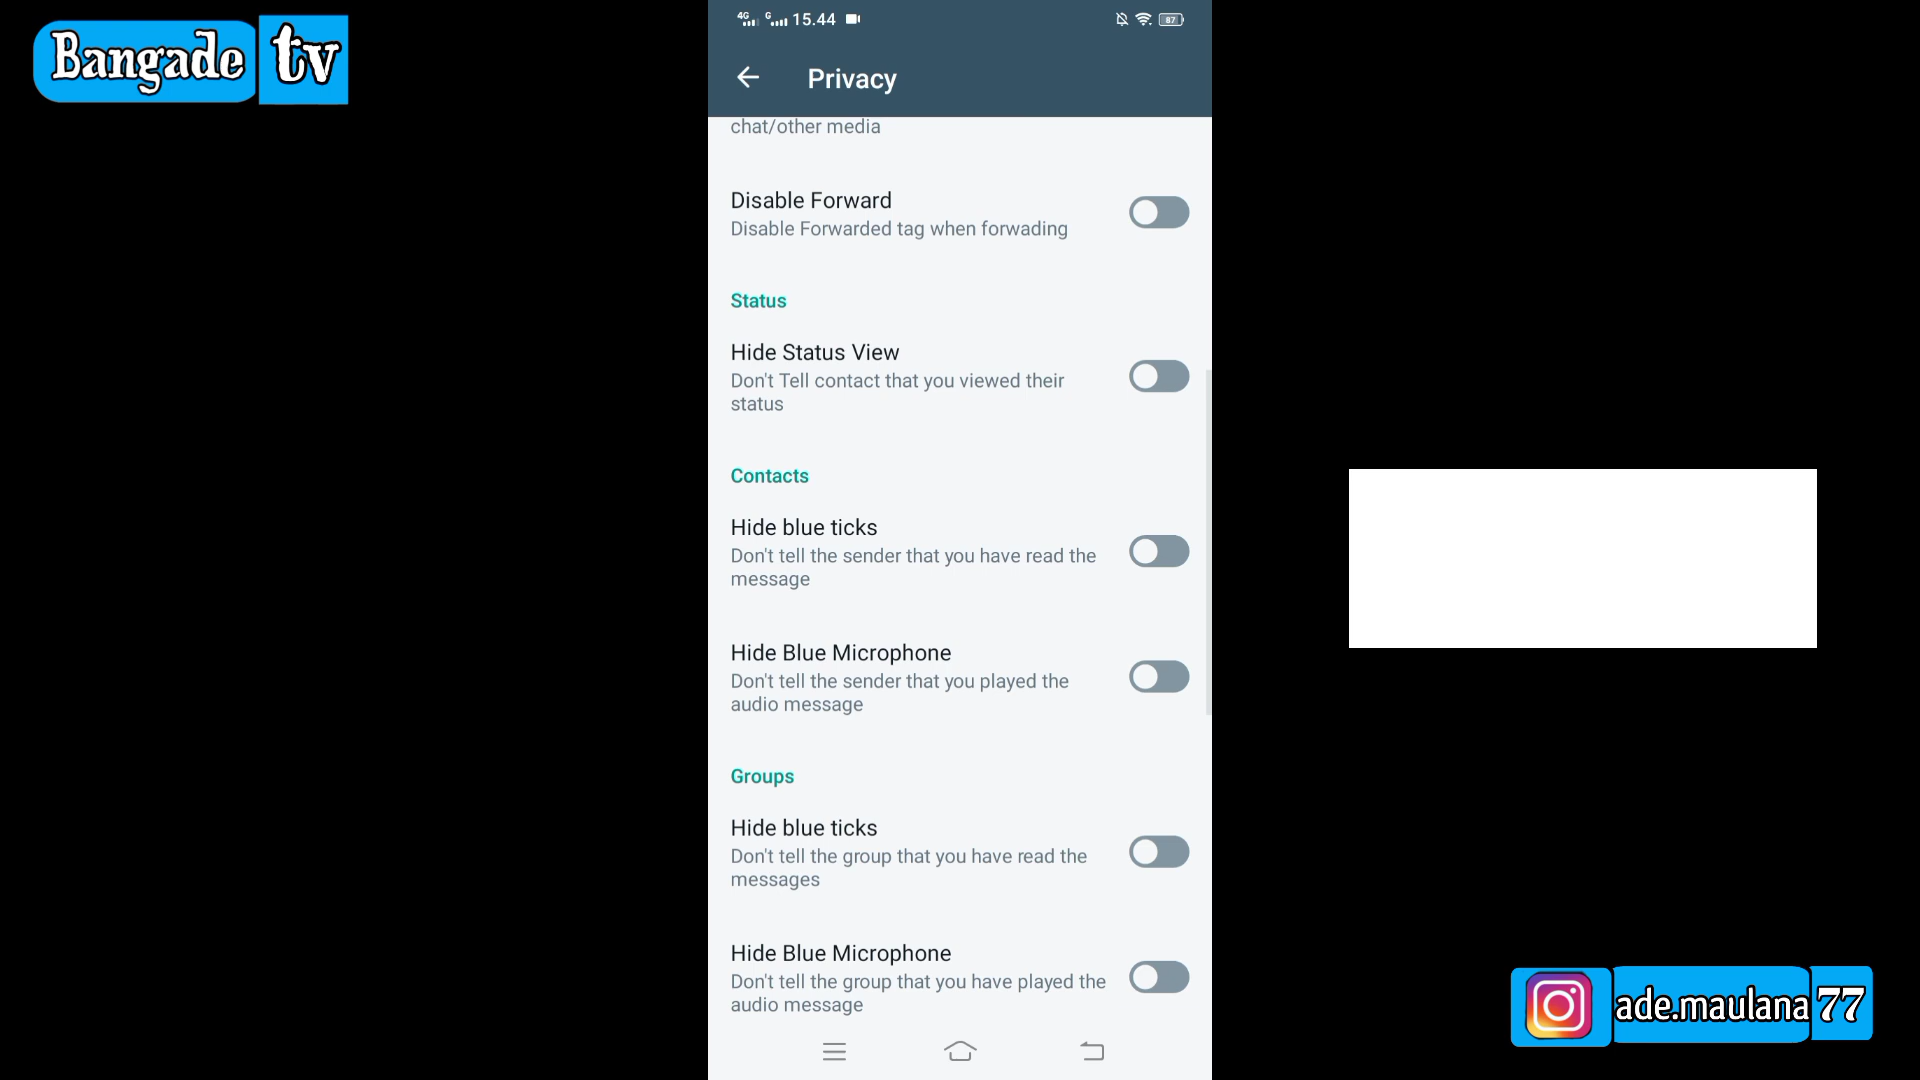 Bangade tv
4G G 15.44 87
Privacy
chat/other media
Disable Forward
Disable Forwarded tag when forwading
Status
Hide Status View
Don't Tell contact that you viewed their
status
Contacts
Hide blue ticks
Don't tell the sender that you have read the
message
Hide Blue Microphone
Don't tell the sender that you played the
audio message
Groups
Hide blue ticks
Don't tell the group that you have read the
messages
Hide Blue Microphone
Don't tell the group that you have played the
audio message
ade.maulana 77